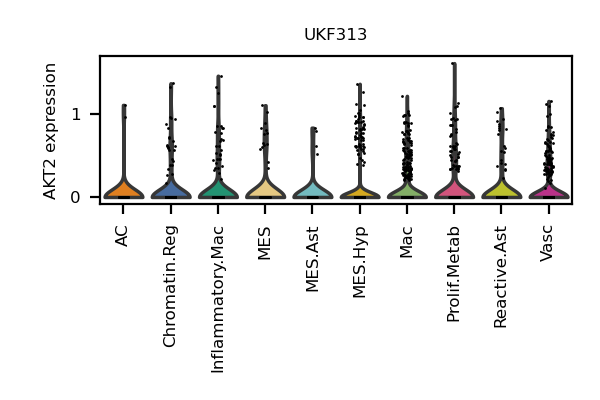 UKF313
AKT2 expression
1
0
AC
Chromatin.Reg
Inflammatory.Mac
MES
MES.Ast
MES.Hyp
Mac
Prolif.Metab
Reactive.Ast
Vasc